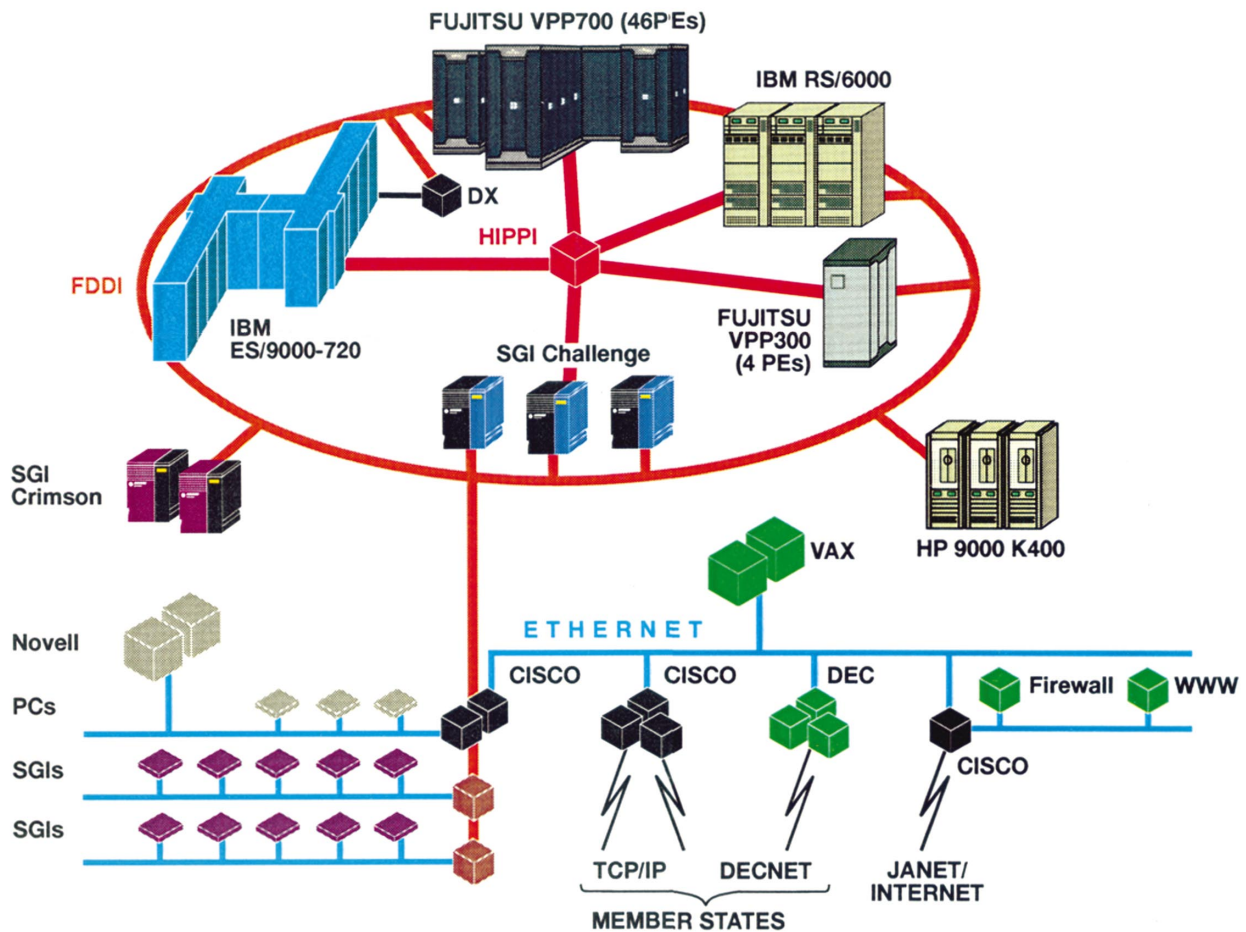 FUJITSU VPP700 (46PEs)
IBM RS/6000
DX
HIPPI
FDDI
IBM
ES/9000-720
FUJITSU
VPP300
(4 PEs)
SGI Challenge
SGI
Crimson
HP 9000 K400
VAX
Novell
ETHERNET
CISCO
CISCO
DEC
Firewall
WWW
PCs
SGIs
CISCO
SGIs
TCP/IP
DECNET
JANET/
INTERNET
MEMBER STATES